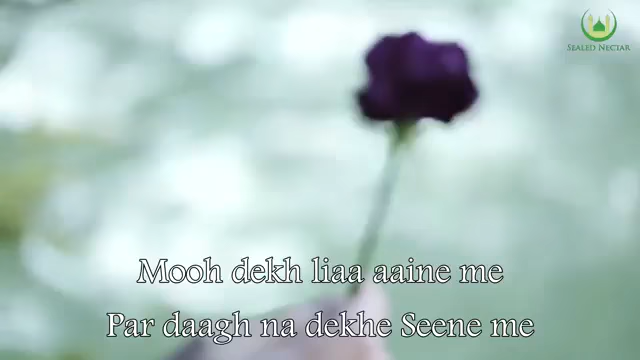 SEALED NECTAR
Mooh dekh liaa aaine me
Par daagh na dekhe Seene me